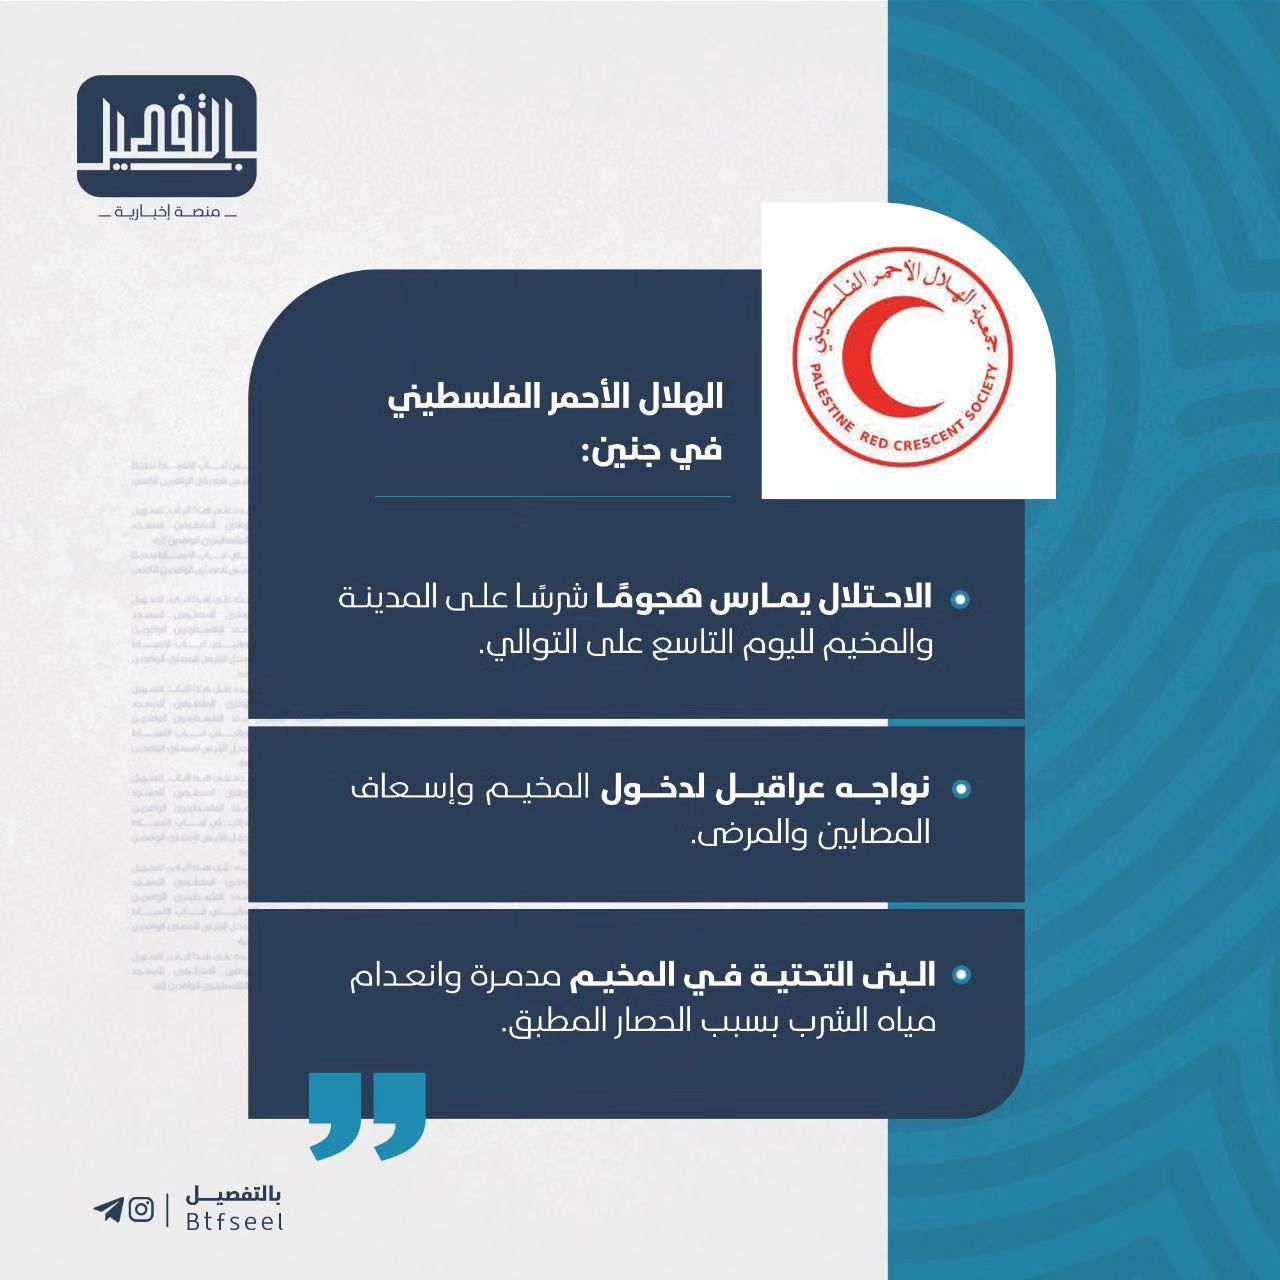 بالتفصيل
منصة إخبارية
جمعية الهلال الأحمر الفلسطيني
PALESTINE RED CRESCENT SOCIETY
الهلال الأحمر الفلسطيني
في جنين:
الاحتلال يمارس هجومًا شرسًا على المدينة
والمخيم لليوم التاسع على التوالي.
نواجه عراقيل لدخول المخيم وإسعاف
المصابين والمرضى.
البنى التحتية في المخيم مدمرة وانعدام
مياه الشرب بسبب الحصار المطبق.
بالتفصيل
Btfseel